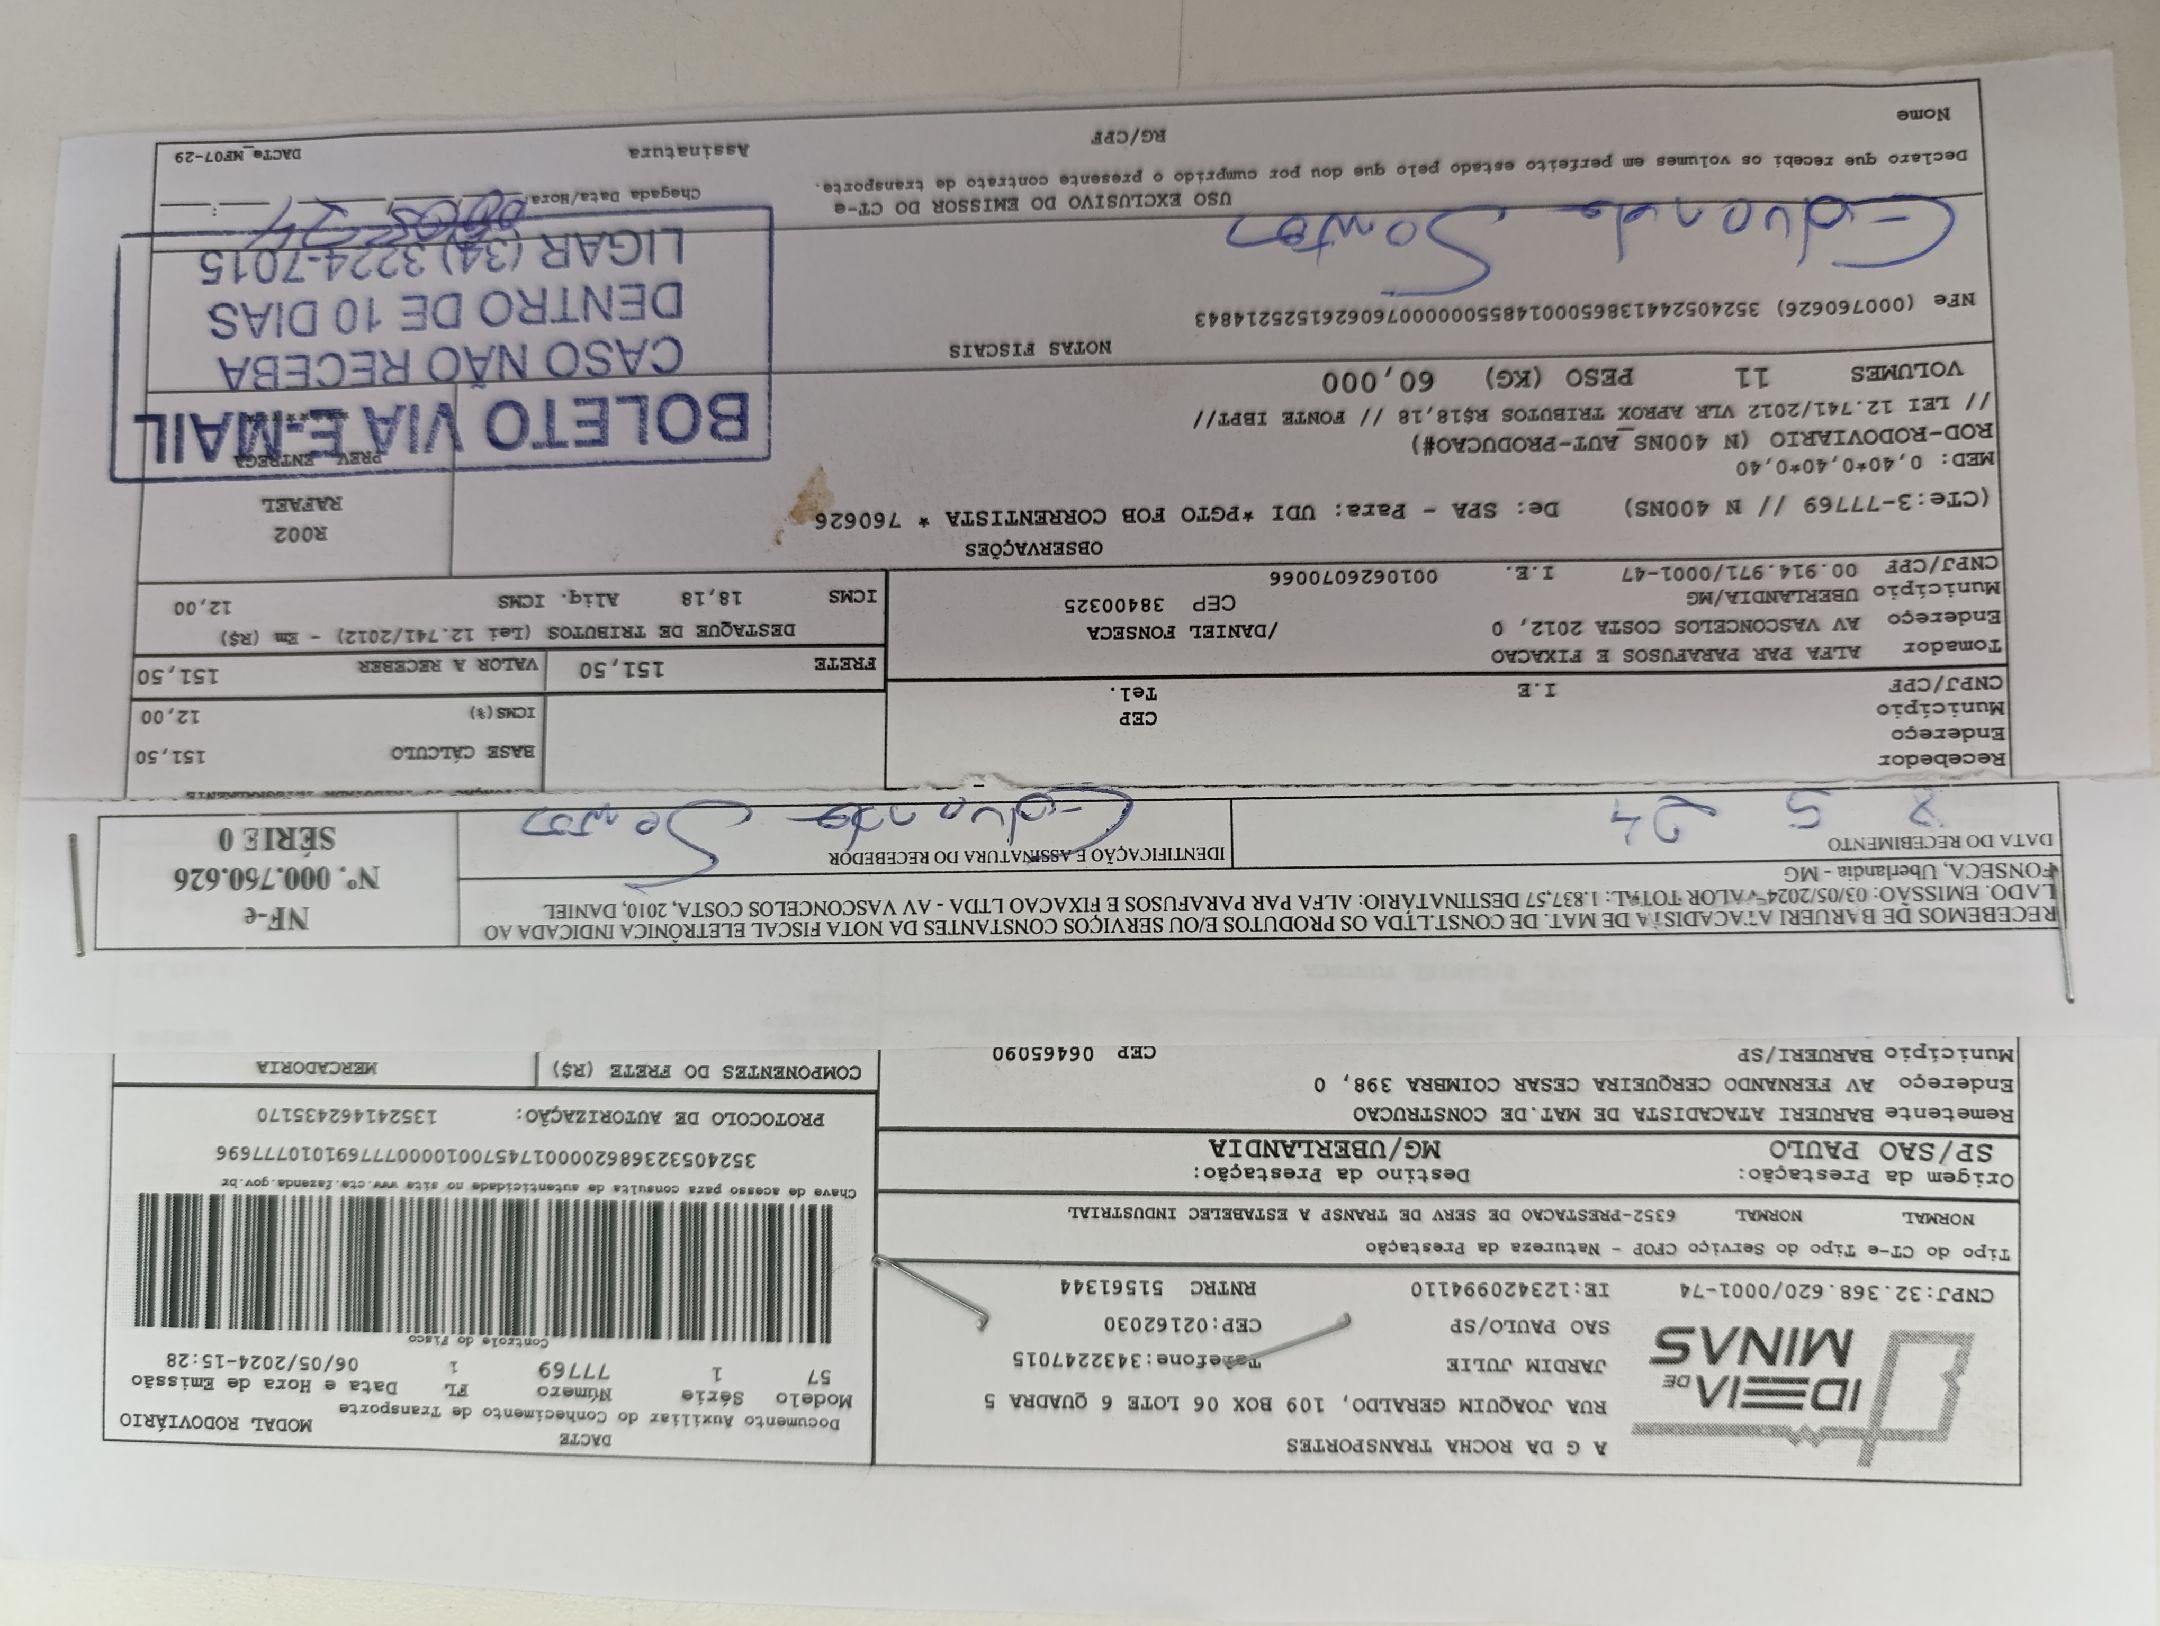 IDEIA DE MINAS
A G DA ROCHA TRANSPORTES
RUA JOAQUIM GERALDO, 109 BOX 06 LOTE 6 QUADRA 5
JARDIM JULIE Telefone:3432247015
SAO PAULO/SP CEP:02162030
CNPJ:32.368.620/0001-74 IE:123420994110 RNTRC 51561344
DACTE
Documento Auxiliar do Conhecimento de Transporte
MODAL RODOVIÁRIO
Modelo Série Número FL Data e Hora de Emissão
57 1 77769 1 06/05/2024-15:28
Controle do Fisco
Tipo do CT-e Tipo do Serviço CFOP - Natureza da Prestação
NORMAL NORMAL 6352-PRESTACAO DE SERV DE TRANSP A ESTABELEC INDUSTRIAL
Chave de acesso para consulta de autenticidade no site www.cte.fazenda.gov.br
Origem da Prestação: Destino da Prestação:
SP/SAO PAULO MG/UBERLANDIA
PROTOCOLO DE AUTORIZAÇÃO: 135241462435170
Remetente BARUERI ATACADISTA DE MAT.DE CONSTRUCAO
Endereço AV FERNANDO CERQUEIRA CESAR COIMBRA 398, 0
Município BARUERI/SP CEP 06465090
COMPONENTES DO FRETE (R$) MERCADORIA
RECEBEMOS DE BARUERI ATACADISTA DE MAT. DE CONST.LTDA OS PRODUTOS E/OU SERVIÇOS CONSTANTES DA NOTA FISCAL ELETRÔNICA INDICADA AO
LADO. EMISSÃO: 03/05/2024 VALOR TOTAL: 1.837,57 DESTINATÁRIO: ALFA PAR PARAFUSOS E FIXACAO LTDA - AV VASCONCELOS COSTA, 2010, DANIEL
FONSECA, Uberlandia - MG
NF-e
Nº. 000.760.626
SÉRIE 0
DATA DO RECEBIMENTO
8 5 24
IDENTIFICAÇÃO E ASSINATURA DO RECEBEDOR
Santos
Recebedor
Endereço
Município CEP
CNPJ/CPF I.E Tel.
BASE CÁLCULO 151,50
ICMS(%) 12,00
Tomador ALFA PAR PARAFUSOS E FIXACAO
Endereço AV VASCONCELOS COSTA 2012, 0 /DANIEL FONSECA
Município UBERLANDIA/MG CEP 38400325
CNPJ/CPF 00.914.971/0001-47 I.E. 0010626070066
FRETE 151,50 VALOR A RECEBER 151,50
DESTAQUE DE TRIBUTOS (Lei 12.741/2012) - Em (R$)
ICMS 18,18 Aliq. ICMS 12,00
OBSERVAÇÕES
(CTe:3-77769 // N 400NS) De: SPA - Para: UDI *PGTO FOB CORRENTISTA * 760626
MED: 0,40*0,40*0,40
ROD-RODOVIARIO (N 400NS_AUT-PRODUCAO#)
// LEI 12.741/2012 VLR APROX TRIBUTOS R$18,18 // FONTE IBPT//
VOLUMES 11 PESO (KG) 60,000
R002
RAFAEL
PREV ENTREGA
BOLETO VIA E-MAIL
CASO NÃO RECEBA
DENTRO DE 10 DIAS
LIGAR (34) 3224-7015
NOTAS FISCAIS
Santos
USO EXCLUSIVO DO EMISSOR DO CT-e
Chegada Data/Hora
Declaro que recebi os volumes em perfeito estado pelo que dou por cumprido o presente contrato de transporte.
Nome RG/CPF Assinatura DACTe_MF07-29